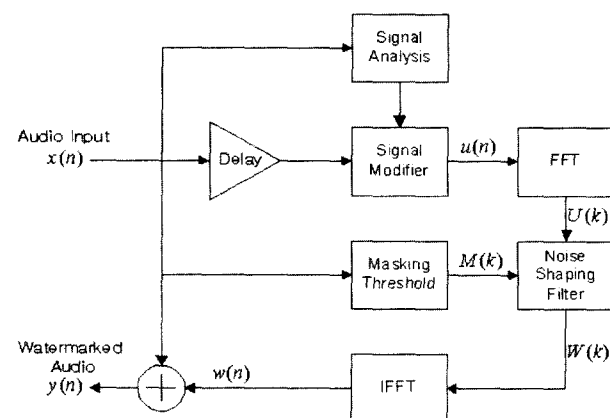 Signal
Analysis
Audio Input
x(n)
Delay
Signal
Modifier
u(n)
FFT
U(k)
Masking
Threshold
M(k)
Noise
Shaping
Filter
Watermarked
Audio
y(n)
w(n)
IFFT
W(k)